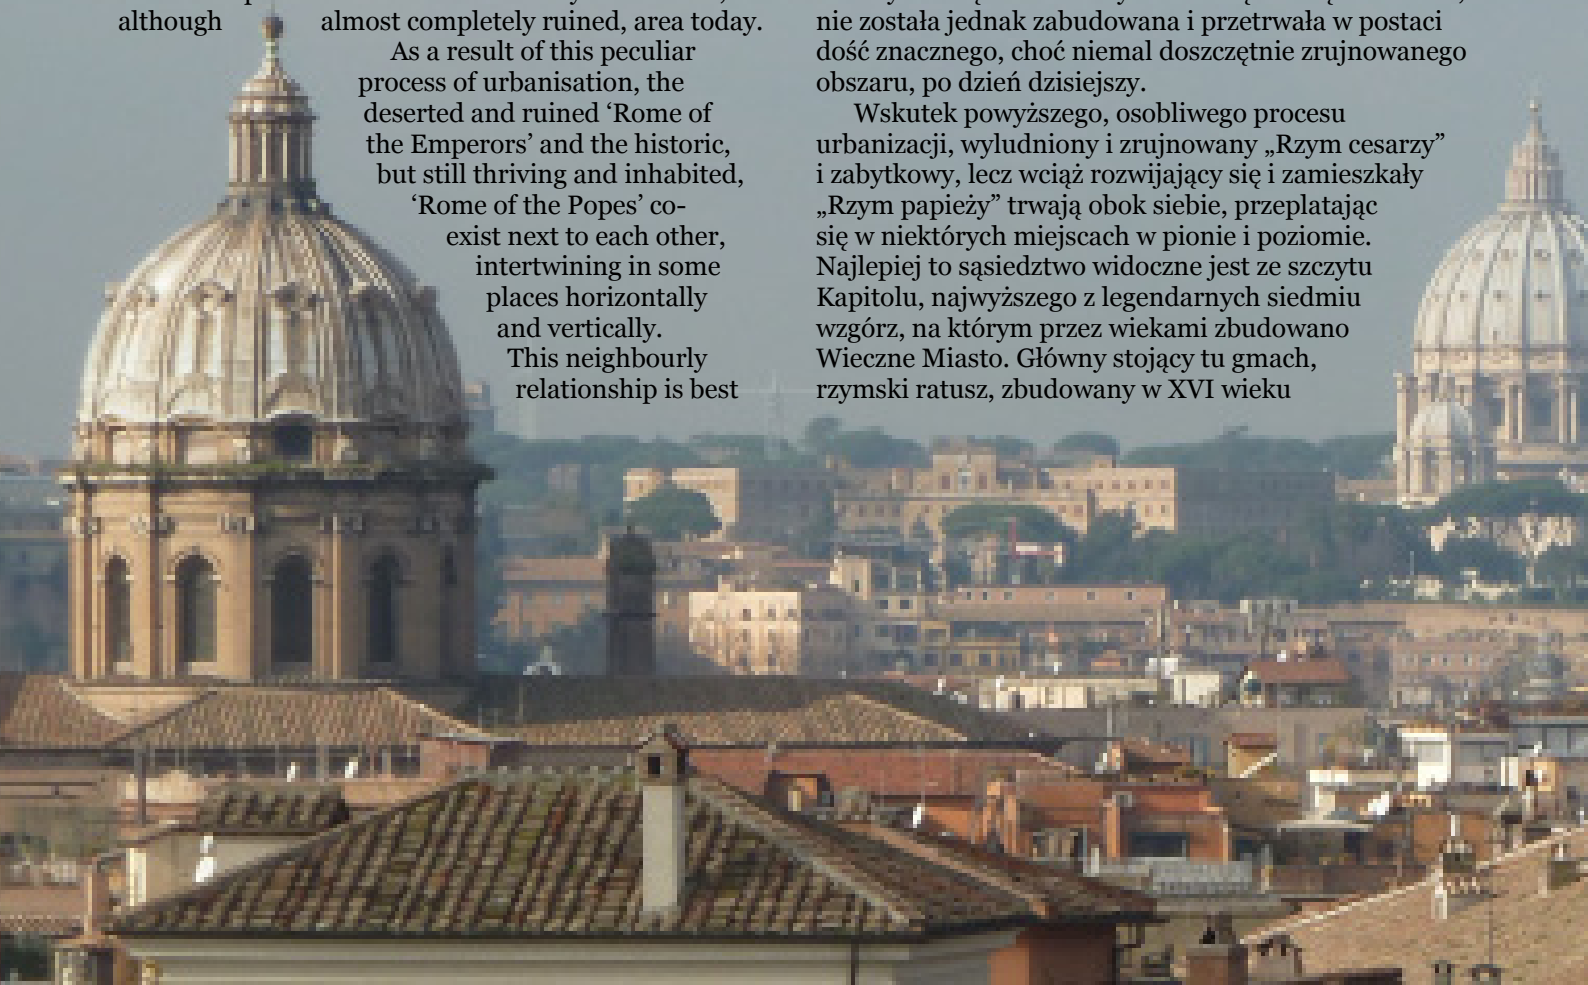 although almost completely ruined, area today.
As a result of this peculiar
process of urbanisation, the
deserted and ruined ‘Rome of
the Emperors’ and the historic,
but still thriving and inhabited,
‘Rome of the Popes’ co-
exist next to each other,
intertwining in some
places horizontally
and vertically.
This neighbourly
relationship is best
nie została jednak zabudowana i przetrwała w postaci
dość znacznego, choć niemal doszczętnie zrujnowanego
obszaru, po dzień dzisiejszy.
Wskutek powyższego, osobliwego procesu
urbanizacji, wyludniony i zrujnowany „Rzym cesarzy”
i zabytkowy, lecz wciąż rozwijający się i zamieszkały
„Rzym papieży” trwają obok siebie, przeplatając
się w niektórych miejscach w pionie i poziomie.
Najlepiej to sąsiedztwo widoczne jest ze szczytu
Kapitolu, najwyższego z legendarnych siedmiu
wzgórz, na którym przez wiekami zbudowano
Wieczne Miasto. Główny stojący tu gmach,
rzymski ratusz, zbudowany w XVI wieku